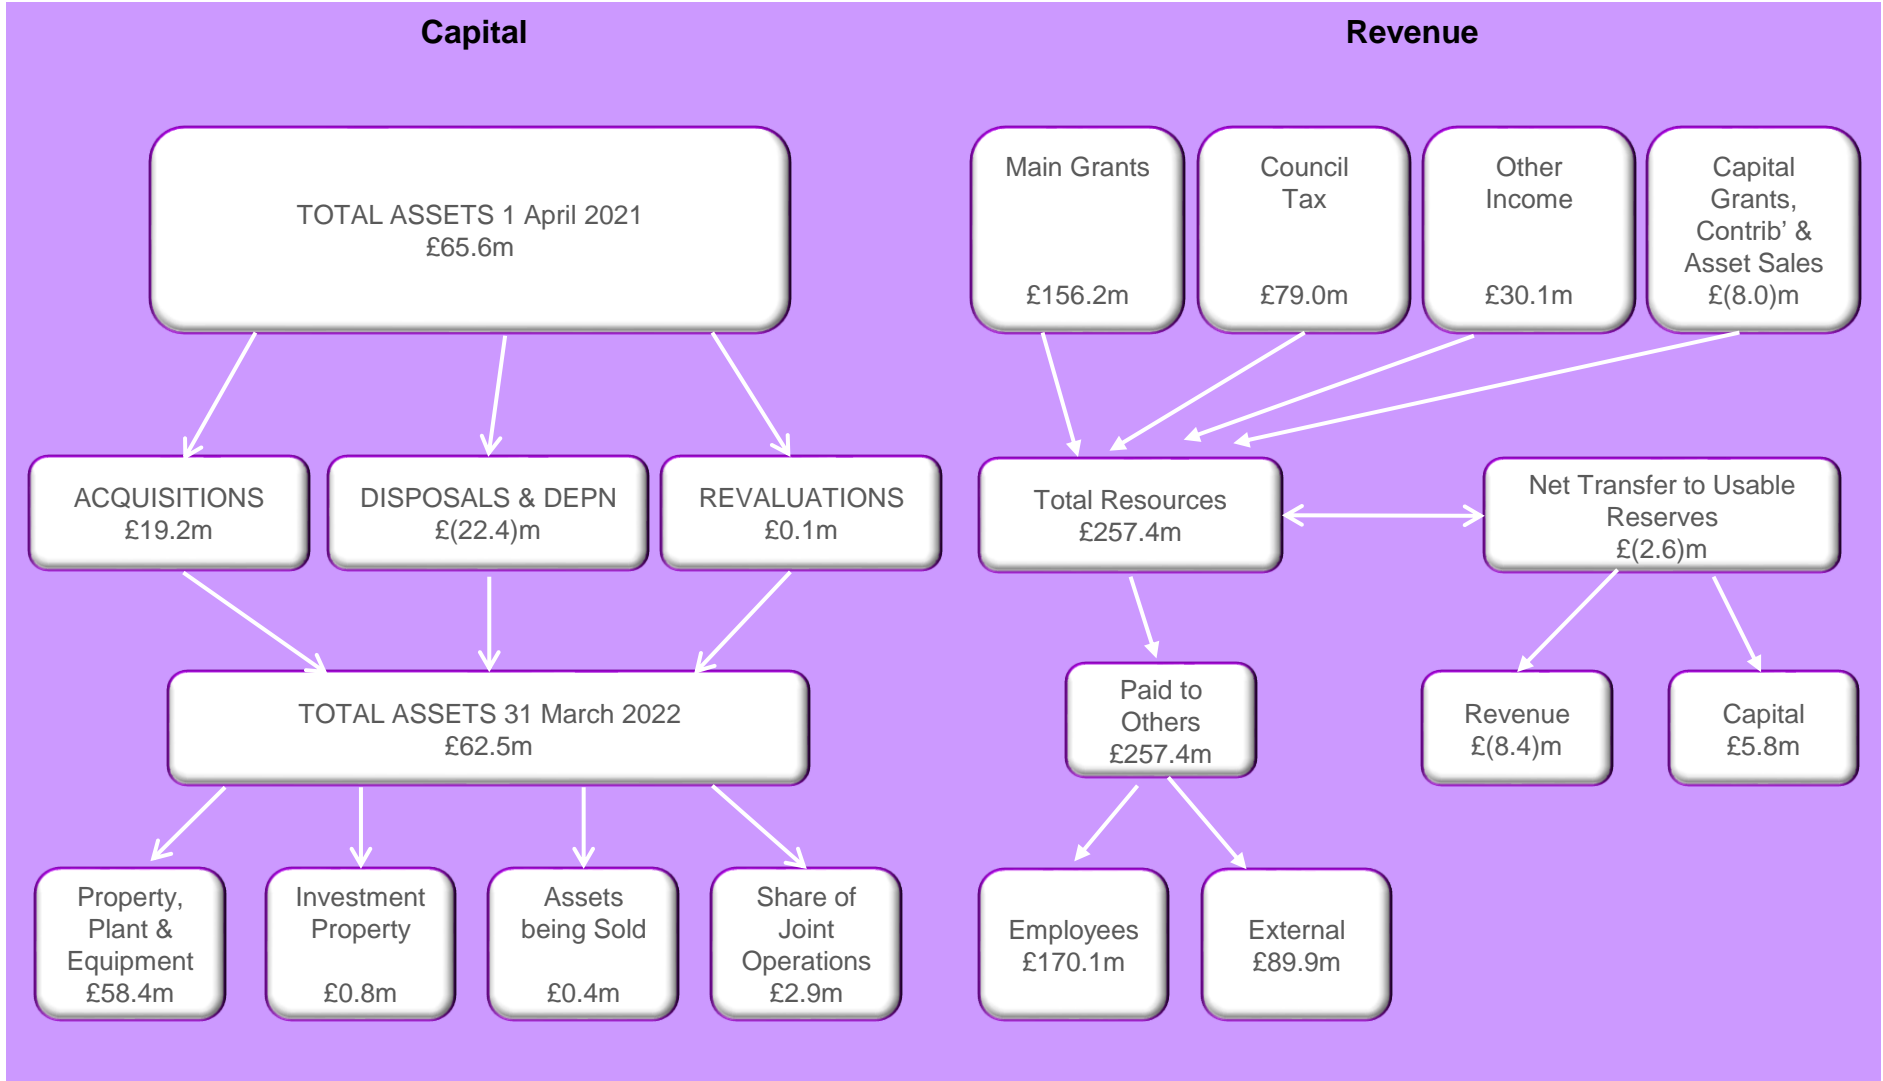 Capital
Revenue
TOTAL ASSETS 1 April 2021
£65.6m
Main Grants
£156.2m
Council
Tax
£79.0m
Other
Income
£30.1m
Capital
Grants,
Contrib’ &
Asset Sales
£(8.0)m
ACQUISITIONS
£19.2m
DISPOSALS & DEPN
£(22.4)m
REVALUATIONS
£0.1m
Total Resources
£257.4m
Net Transfer to Usable
Reserves
£(2.6)m
TOTAL ASSETS 31 March 2022
£62.5m
Paid to
Others
£257.4m
Revenue
£(8.4)m
Capital
£5.8m
Property,
Plant &
Equipment
£58.4m
Investment
Property
£0.8m
Assets
being Sold
£0.4m
Share of
Joint
Operations
£2.9m
Employees
£170.1m
External
£89.9m